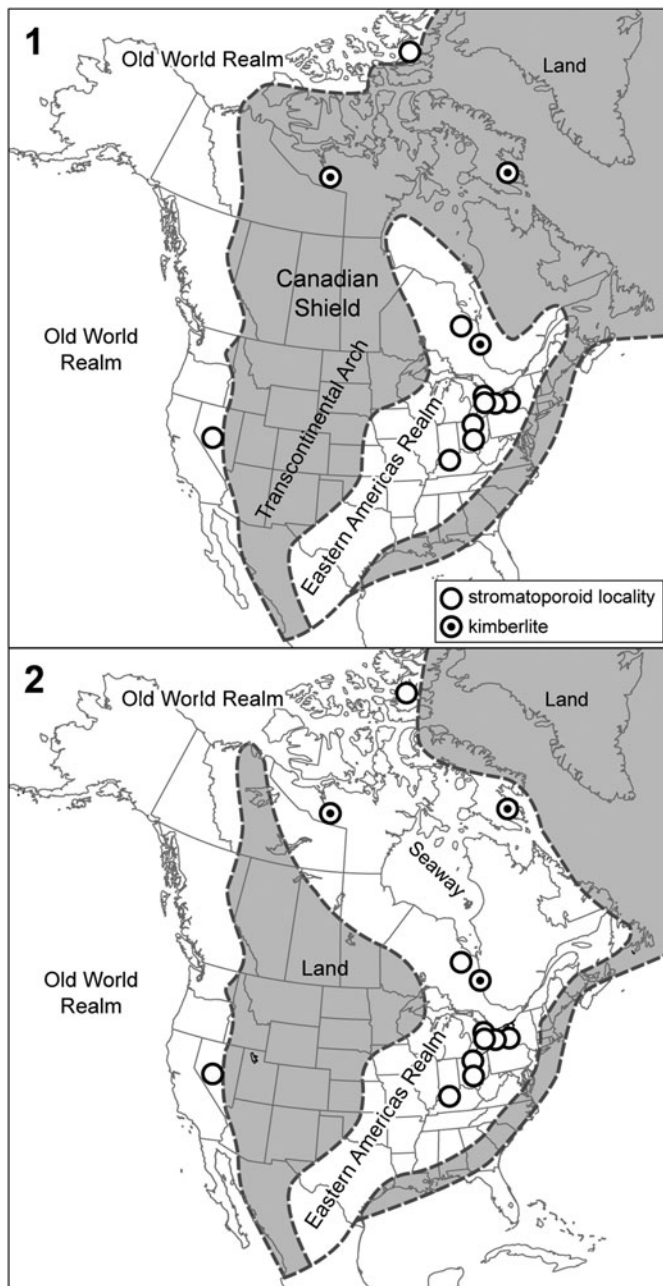 1
Old World Realm
Land
Canadian
Shield
Old World
Realm
Transcontinental Arch
Eastern Americas Realm
stromatoporoid locality
kimberlite
2
Old World Realm
Land
Seaway
Land
Old World
Realm
Eastern Americas Realm